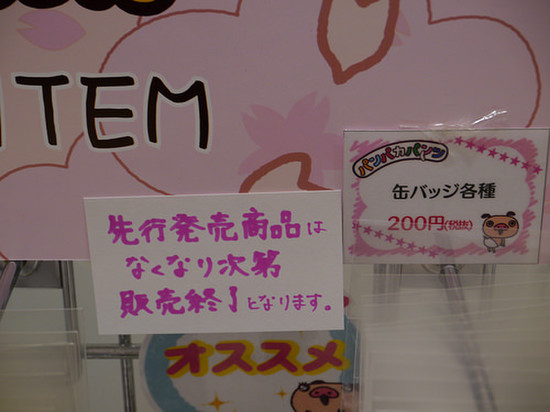 ITEM
パンパカパンツ
缶バッジ各種
200円(税抜)
先行発売商品は
なくなり次第
販売終了となります。
オススメ